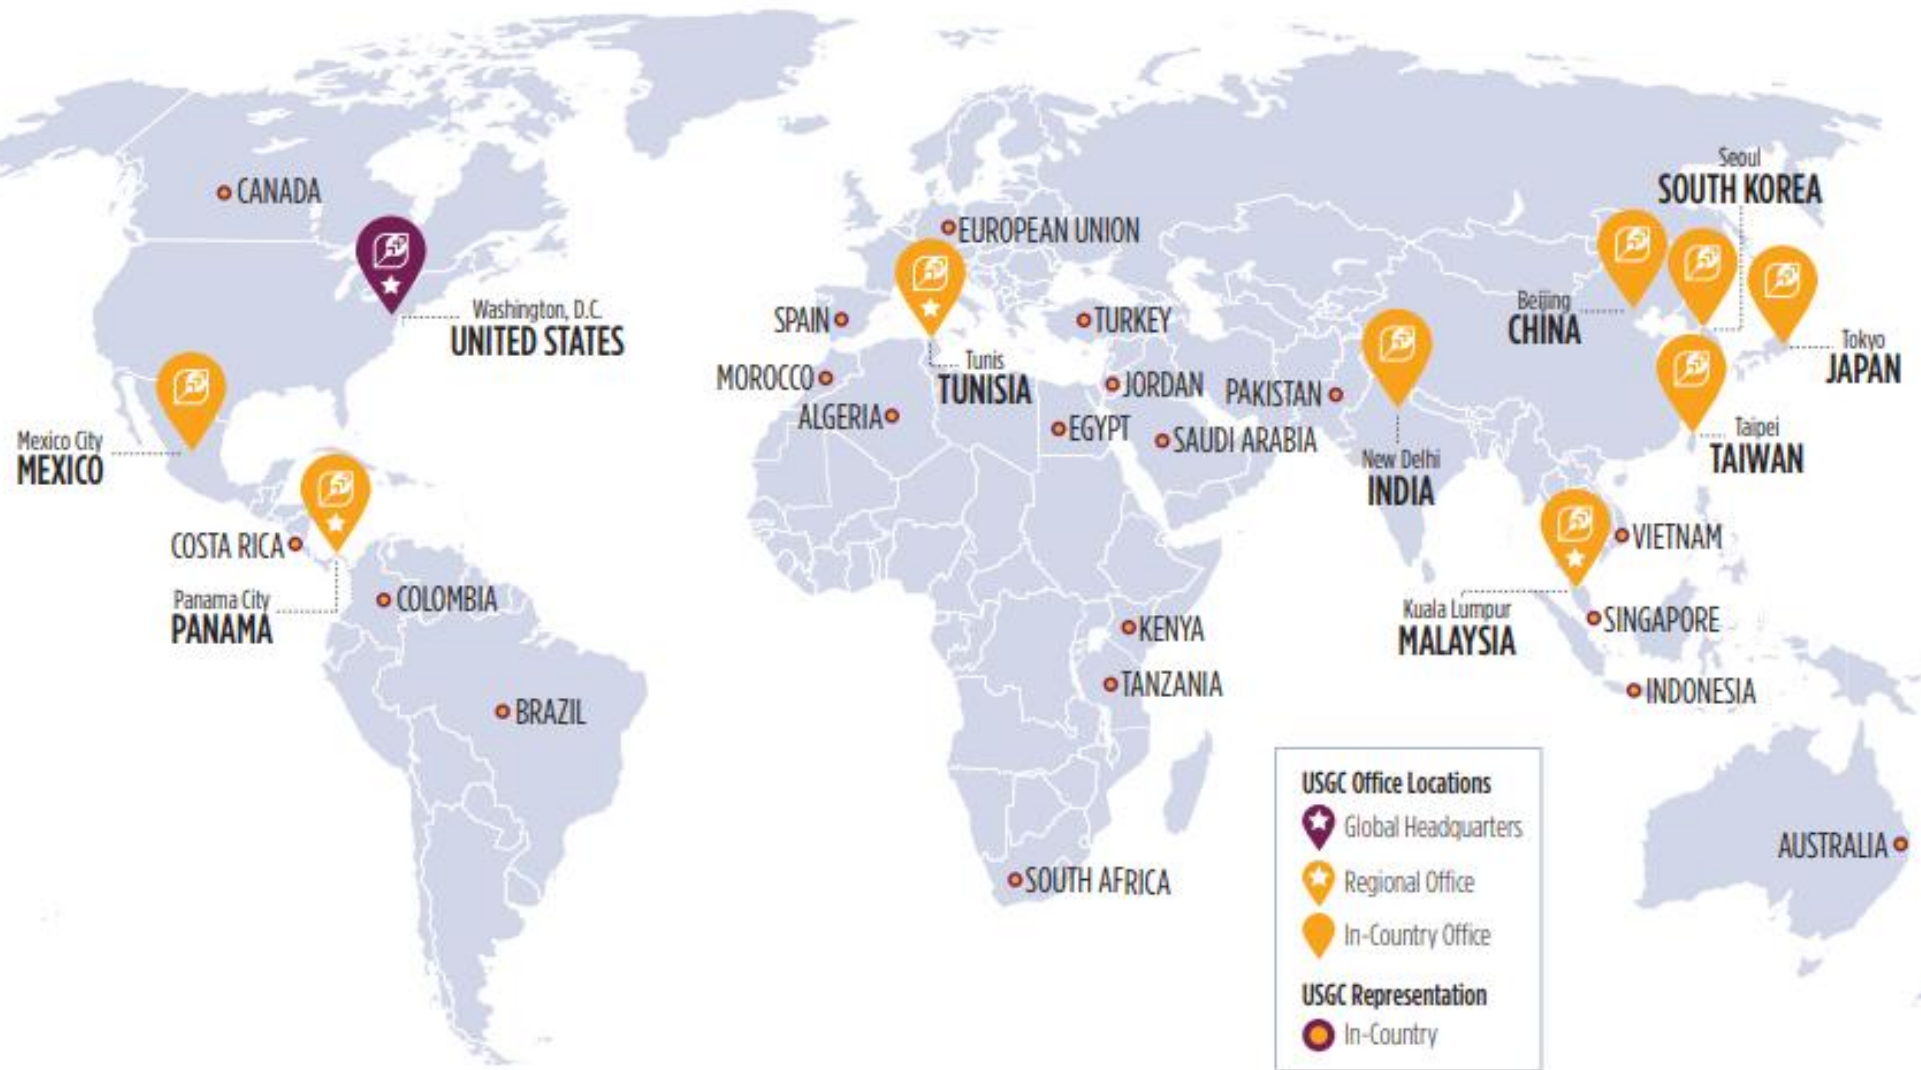 CANADA
Washington, D.C.
UNITED STATES
Mexico City
MEXICO
COSTA RICA
Panama City
PANAMA
COLOMBIA
BRAZIL
EUROPEAN UNION
SPAIN
TURKEY
MOROCCO
Tunis
TUNISIA
ALGERIA
JORDAN
EGYPT
SAUDI ARABIA
PAKISTAN
KENYA
TANZANIA
SOUTH AFRICA
Seoul
SOUTH KOREA
Beijing
CHINA
Tokyo
JAPAN
Taipei
TAIWAN
New Delhi
INDIA
VIETNAM
Kuala Lumpur
MALAYSIA
SINGAPORE
INDONESIA
AUSTRALIA
USGC Office Locations
Global Headquarters
Regional Office
In-Country Office
USGC Representation
In-Country